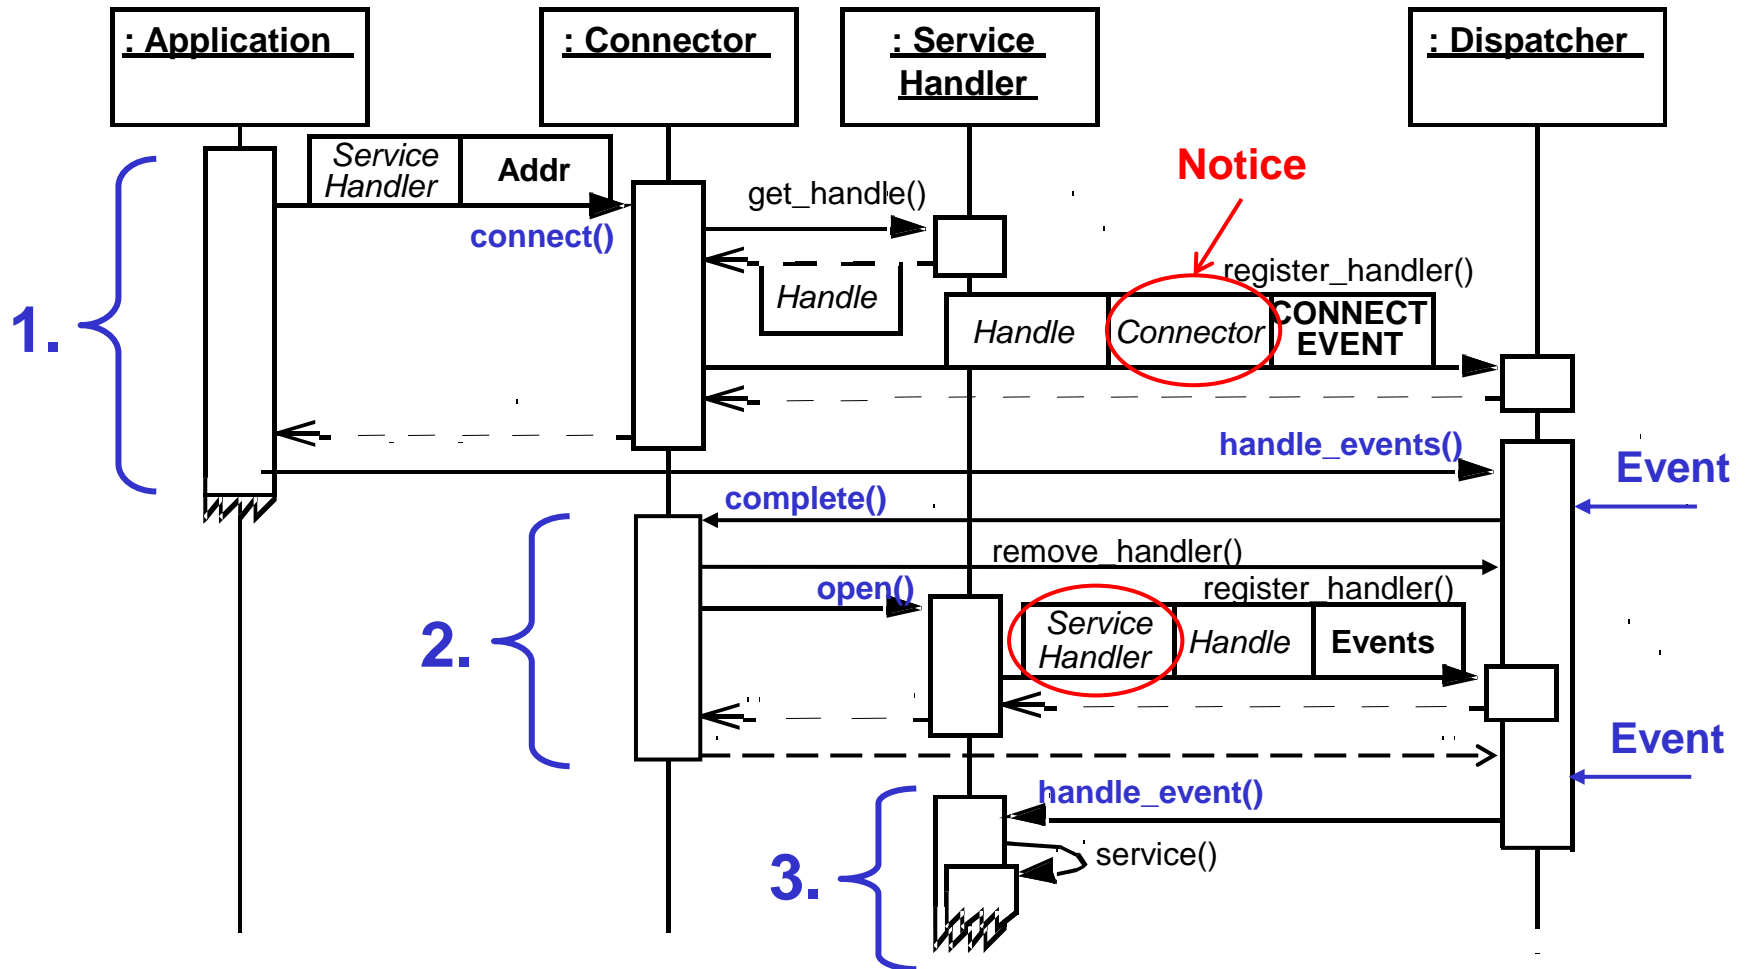 : Application
: Connector
: Service
Handler
: Dispatcher
Service
Handler
Addr
connect()
get_handle()
Handle
Notice
register_handler()
Handle
Connector
CONNECT
EVENT
1.
handle_events()
Event
complete()
remove_handler()
open()
register_handler()
Service
Handler
Handle
Events
2.
Event
handle_event()
service()
3.